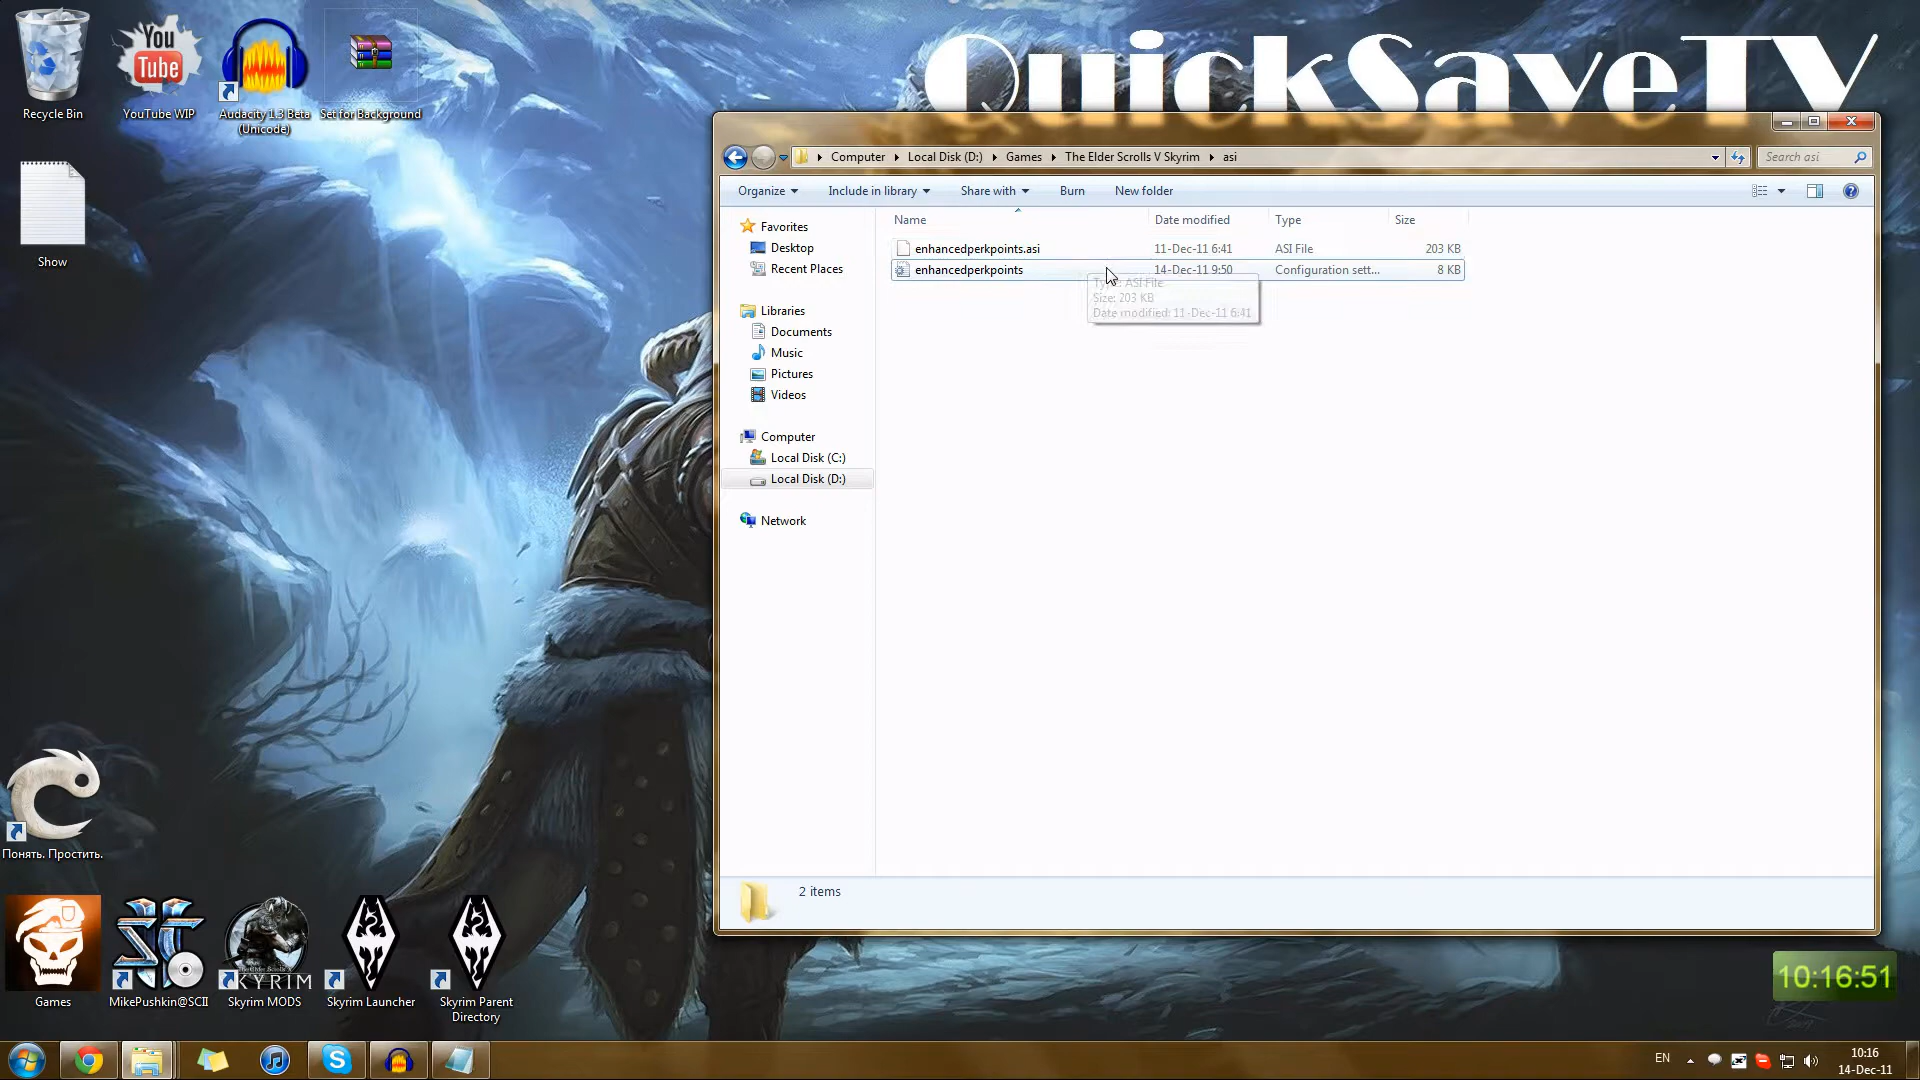 QuickSaveTV
You
Tube
Recycle Bin
YouTube WIP
Audacity 1.3 Beta
(Unicode)
Set for Background
Show
Понять. Простить.
Games
MikePushkin@SCII
SKYRIM
Skyrim MODS
Skyrim Launcher
Skyrim Parent
Directory
Computer
Local Disk (D:)
Games
The Elder Scrolls V Skyrim
asi
Search asi
Organize
Include in library
Share with
Burn
New folder
Favorites
Desktop
Recent Places
Libraries
Documents
Music
Pictures
Videos
Computer
Local Disk (C:)
Local Disk (D:)
Network
Name Date modified Type Size
enhancedperkpoints.asi 11-Dec-11 6:41 ASI File 203 KB
enhancedperkpoints 14-Dec-11 9:50 Configuration sett... 8 KB
Type: ASI File
Size: 203 KB
Date modified: 11-Dec-11 6:41
2 items
10:16:51
EN
10:16
14-Dec-11